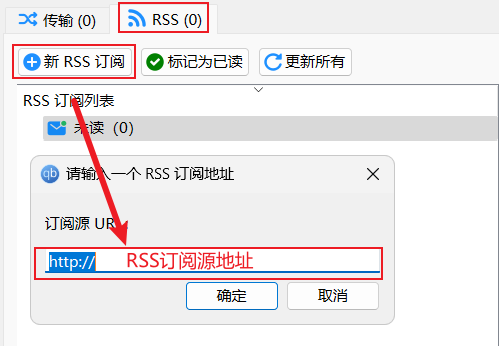 传输 (0)
RSS (0)
新 RSS 订阅
标记为已读
更新所有
RSS 订阅列表
未读 (0)
qb 请输入一个 RSS 订阅地址
订阅源 UR
http:// RSS订阅源地址
确定
取消